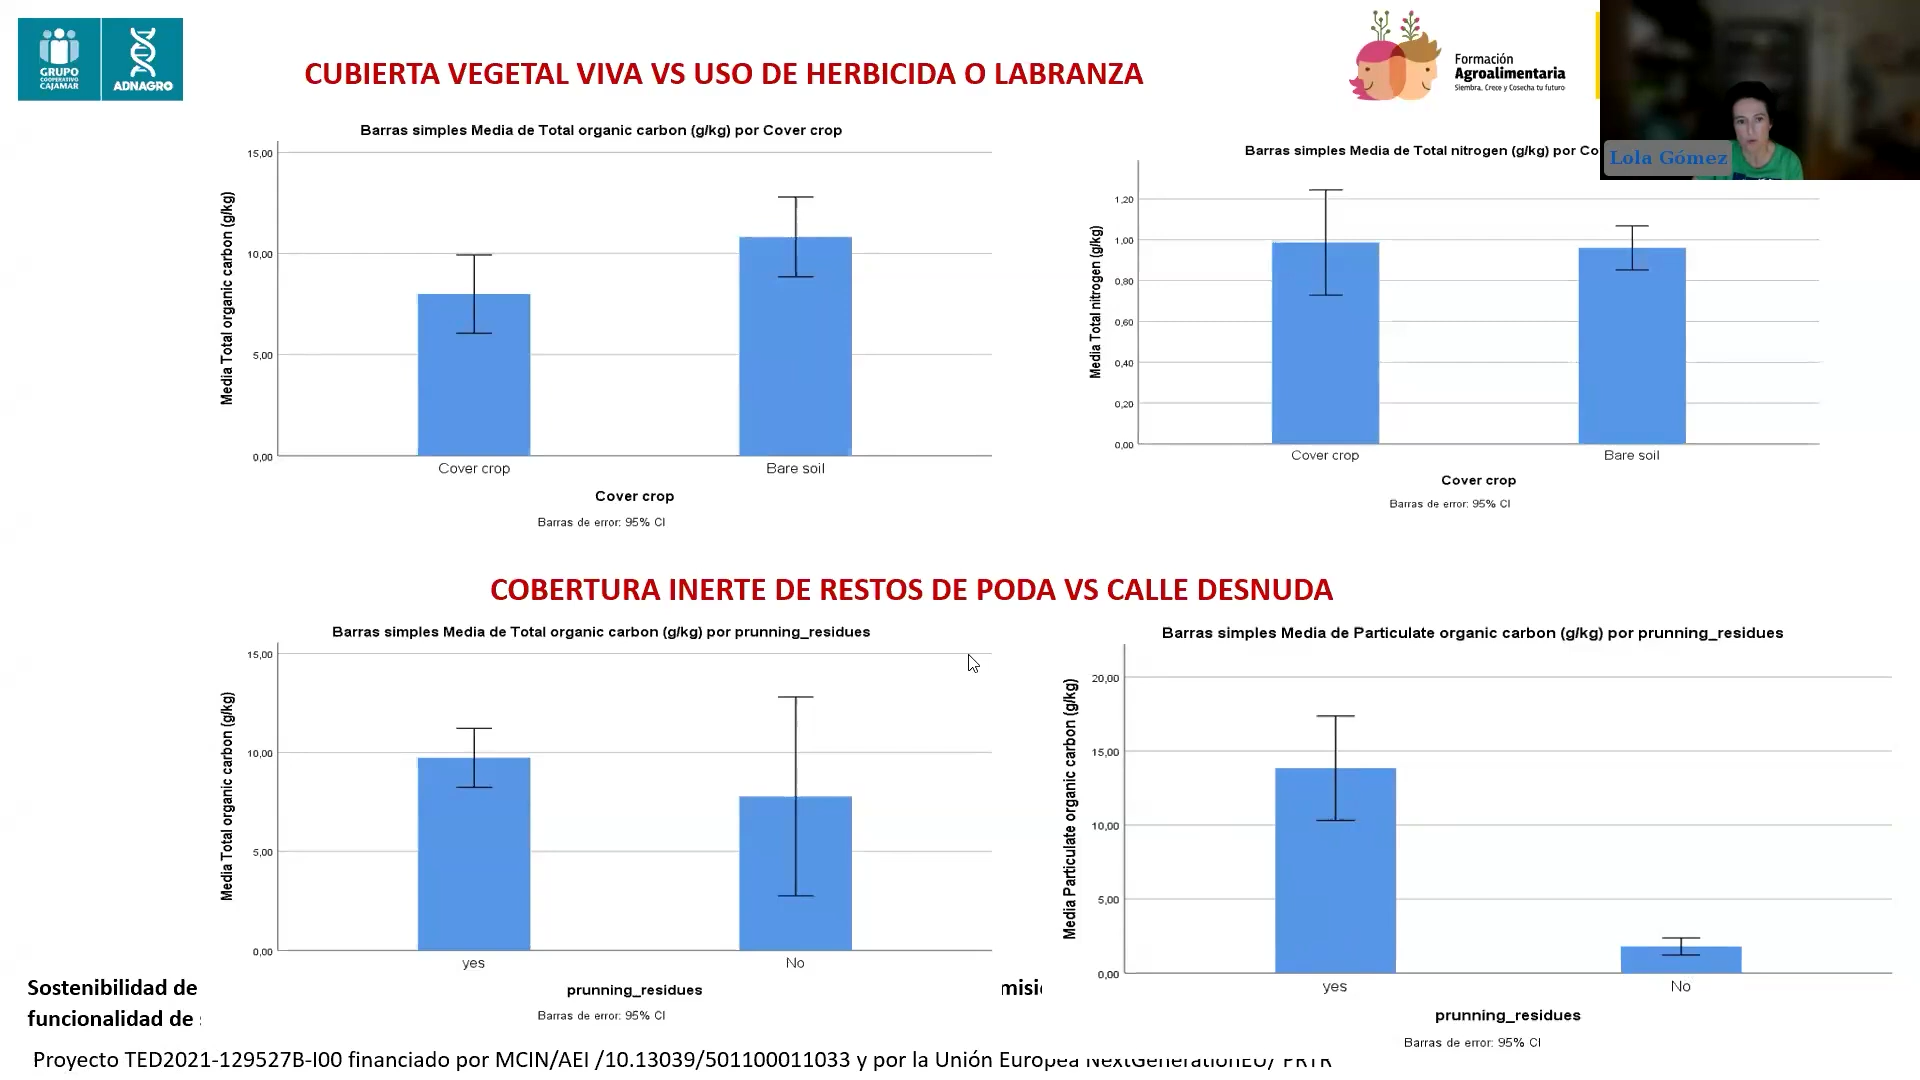 GRUPO
COOPERATIVO
CAJAMAR
ADNAGRO
CUBIERTA VEGETAL VIVA VS USO DE HERBICIDA O LABRANZA
Formación
Agroalimentaria
Siembra, Crece y Cosecha tu futuro
Lola Gómez
Barras simples Media de Total organic carbon (g/kg) por Cover crop
Media Total organic carbon (g/kg)
15,00
10,00
5,00
0,00
Cover crop
Bare soil
Cover crop
Barras de error: 95% CI
Barras simples Media de Total nitrogen (g/kg) por Co
Media Total nitrogen (g/kg)
1,20
1,00
0,80
0,60
0,40
0,20
0,00
Cover crop
Bare soil
Cover crop
Barras de error: 95% CI
COBERTURA INERTE DE RESTOS DE PODA VS CALLE DESNUDA
Barras simples Media de Total organic carbon (g/kg) por prunning_residues
Media Total organic carbon (g/kg)
15,00
10,00
5,00
0,00
yes
No
prunning_residues
Barras de error: 95% CI
Barras simples Media de Particulate organic carbon (g/kg) por prunning_residues
Media Particulate organic carbon (g/kg)
20,00
15,00
10,00
5,00
0,00
yes
No
prunning_residues
Barras de error: 95% CI
Sostenibilidad de
funcionalidad de
Proyecto TED2021-129527B-I00 financiado por MCIN/AEI /10.13039/501100011033 y por la Unión Europea NextGenerationEU/ PRTR